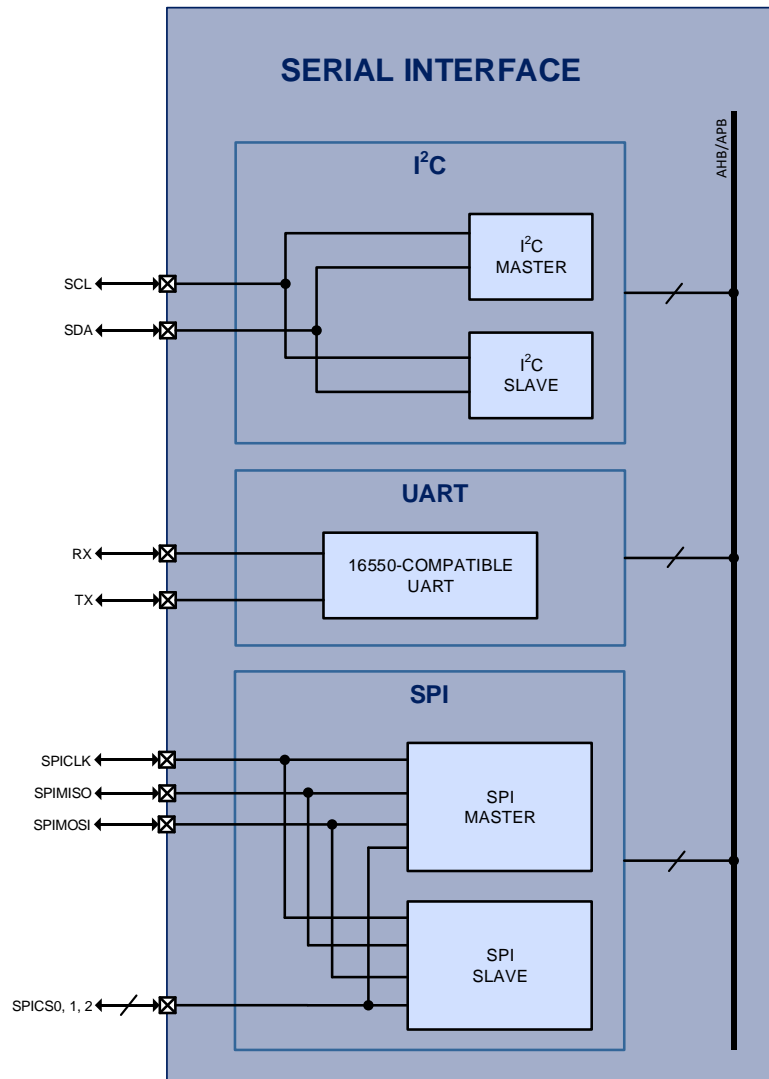 SERIAL INTERFACE
AHB/APB
I²C
I²C
MASTER
SCL
SDA
I²C
SLAVE
UART
RX
16550-COMPATIBLE
UART
TX
SPI
SPICLK
SPIMISO
SPIMOSI
SPI
MASTER
SPI
SLAVE
SPICS0, 1, 2